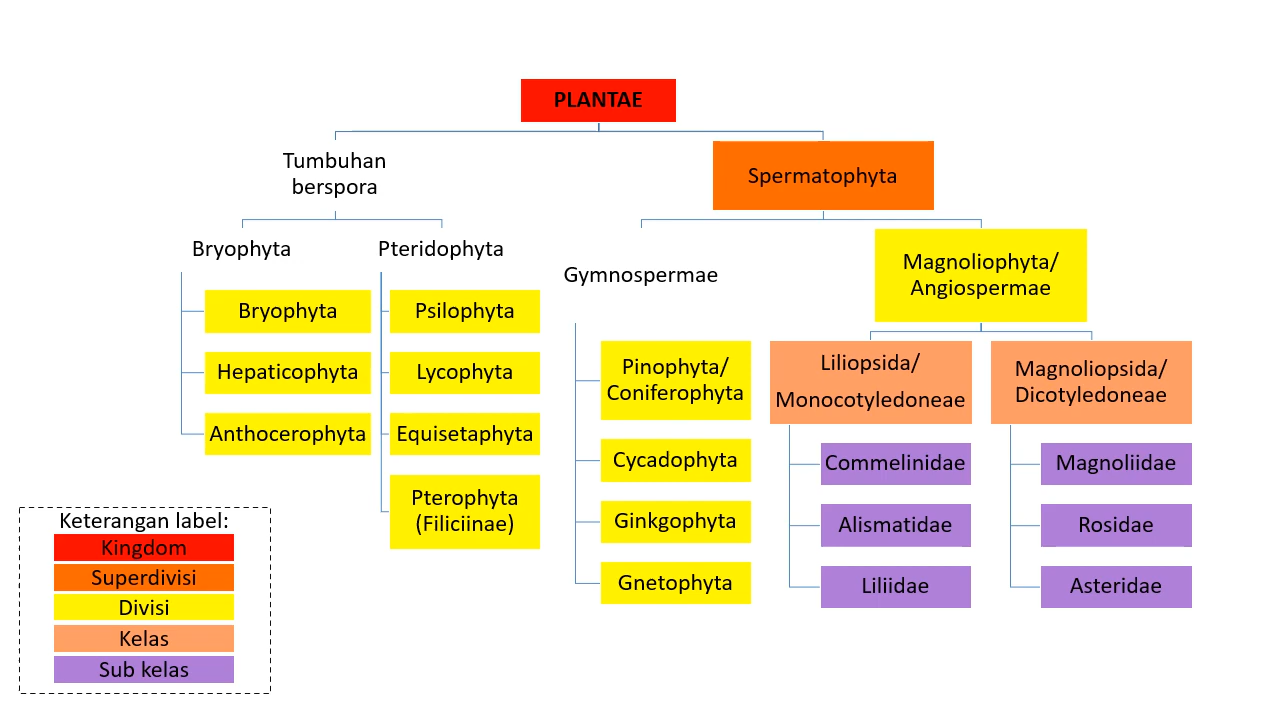 PLANTAE
Tumbuhan
berspora
Spermatophyta
Bryophyta
Pteridophyta
Gymnospermae
Magnoliophyta/
Angiospermae
Bryophyta
Hepaticophyta
Anthocerophyta
Psilophyta
Lycophyta
Equisetaphyta
Pterophyta
(Filiciinae)
Pinophyta/
Coniferophyta
Cycadophyta
Ginkgophyta
Gnetophyta
Liliopsida/
Monocotyledoneae
Commelinidae
Alismatidae
Liliidae
Magnoliopsida/
Dicotyledoneae
Magnoliidae
Rosidae
Asteridae
Keterangan label:
Kingdom
Superdivisi
Divisi
Kelas
Sub kelas